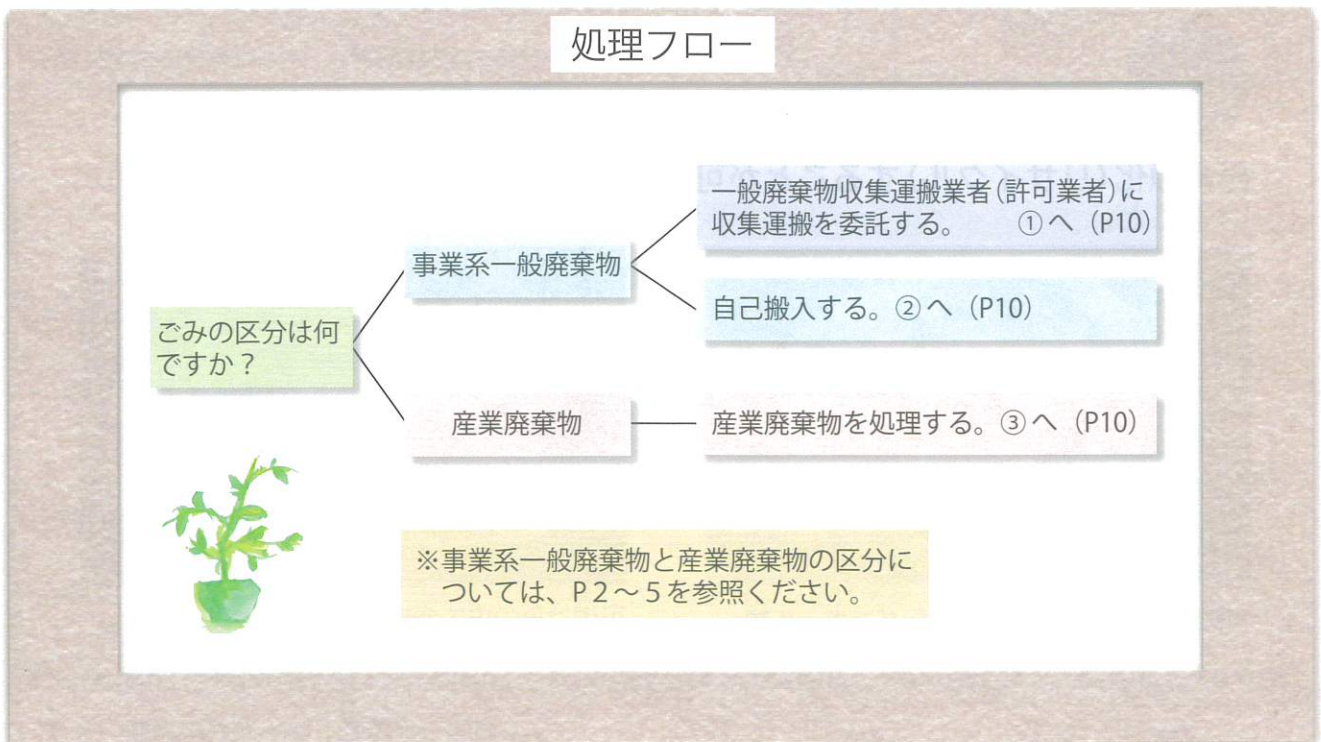 処理フロー
一般廃棄物収集運搬業者（許可業者）に
収集運搬を委託する。　①へ（P10）
事業系一般廃棄物
自己搬入する。②へ（P10）
ごみの区分は何
ですか？
産業廃棄物
産業廃棄物を処理する。③へ（P10）
※事業系一般廃棄物と産業廃棄物の区分に
ついては、P２～５を参照ください。